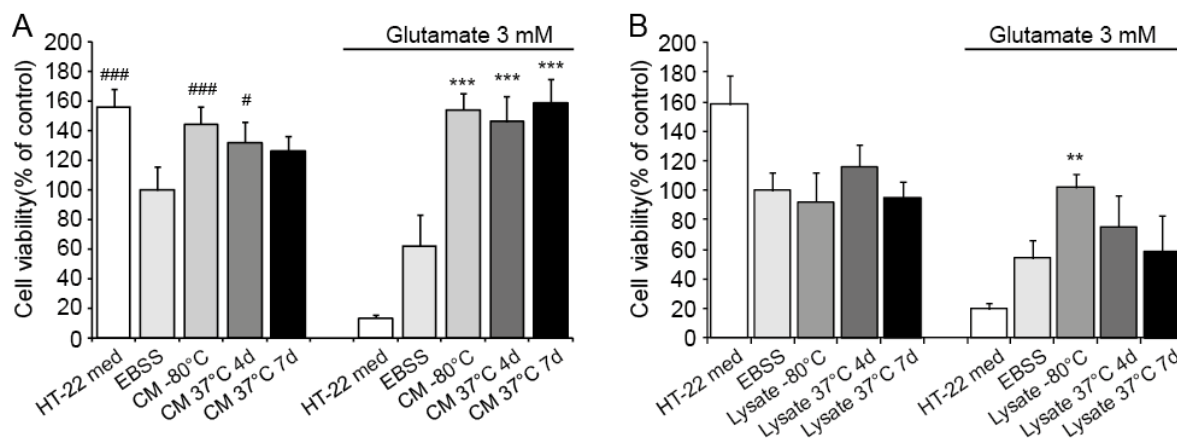 A
Cell viability(% of control)
200
180
160
140
120
100
80
60
40
20
0
Glutamate 3 mM
###
###
#
***
***
***
HT-22 med
EBSS
CM -80°C
CM 37°C 4d
CM 37°C 7d
HT-22 med
EBSS
CM -80°C
CM 37°C 4d
CM 37°C 7d
B
Cell viability(% of control)
200
180
160
140
120
100
80
60
40
20
0
Glutamate 3 mM
**
HT-22 med
EBSS
Lysate -80°C
Lysate 37°C 4d
Lysate 37°C 7d
HT-22 med
EBSS
Lysate -80°C
Lysate 37°C 4d
Lysate 37°C 7d